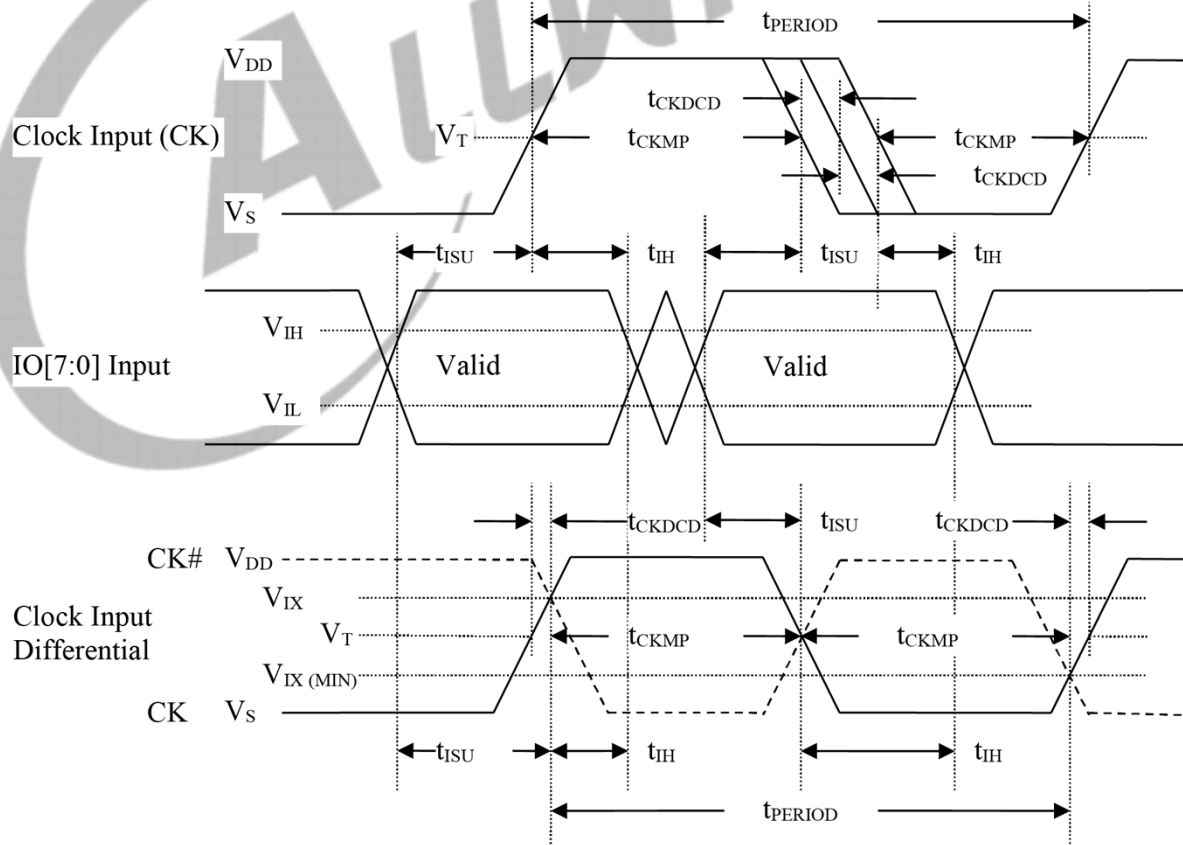 ALLWI
tPERIOD
VDD
tCKDCD
Clock Input (CK)
VT
tCKMP
tCKMP
tCKDCD
VS
tISU
tIH
tISU
tIH
VIH
IO[7:0] Input
Valid
Valid
VIL
tCKDCD
tISU
tCKDCD
CK# VDD
VIX
Clock Input
Differential
VT
tCKMP
tCKMP
VIX (MIN)
CK VS
tISU
tIH
tIH
tPERIOD